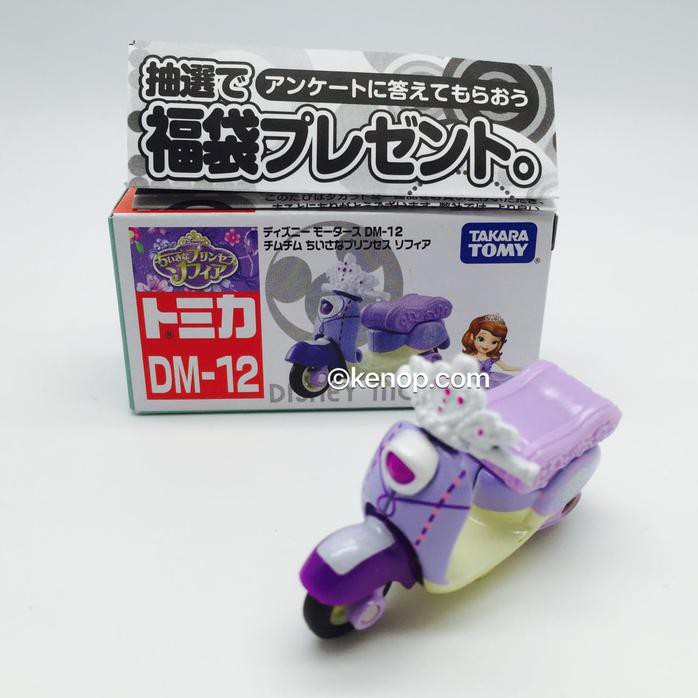 抽選で アンケートに答えてもらおう
福袋プレゼント。
ディズニー モータース DM-12
チムチム ちいさなプリンセス ソフィア
TAKARA
TOMY
ちいさなプリンセス
ソフィア
トミカ
DM-12
©kenop.com